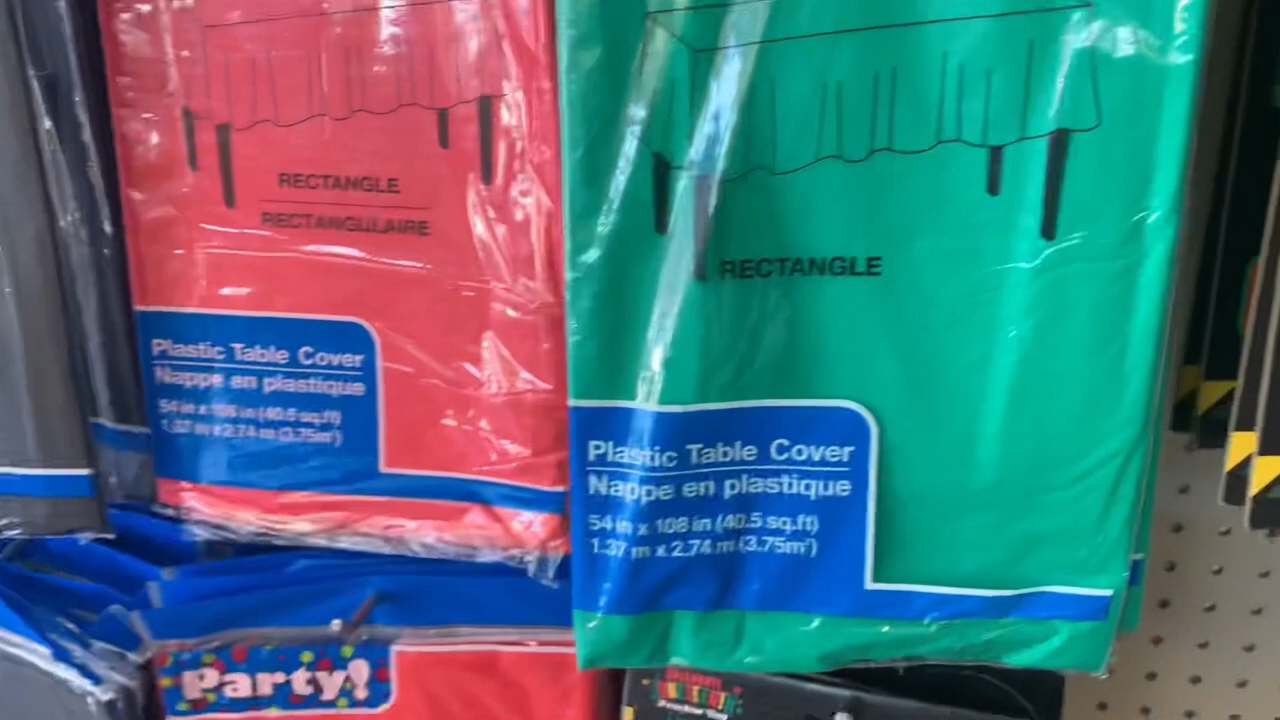 RECTANGLE
RECTANGULAIRE
Plastic Table Cover
Nappe en plastique
54 in x 108 in (40.5 sq.ft)
1.37 m x 2.74 m (3.75m²)
RECTANGLE
Plastic Table Cover
Nappe en plastique
54 in x 108 in (40.5 sq.ft)
1.37 m x 2.74 m (3.75m²)
Party!